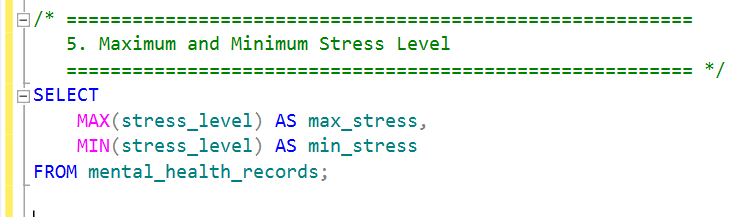 /* =========================================================
5. Maximum and Minimum Stress Level
========================================================= */
SELECT
MAX(stress_level) AS max_stress,
MIN(stress_level) AS min_stress
FROM mental_health_records;